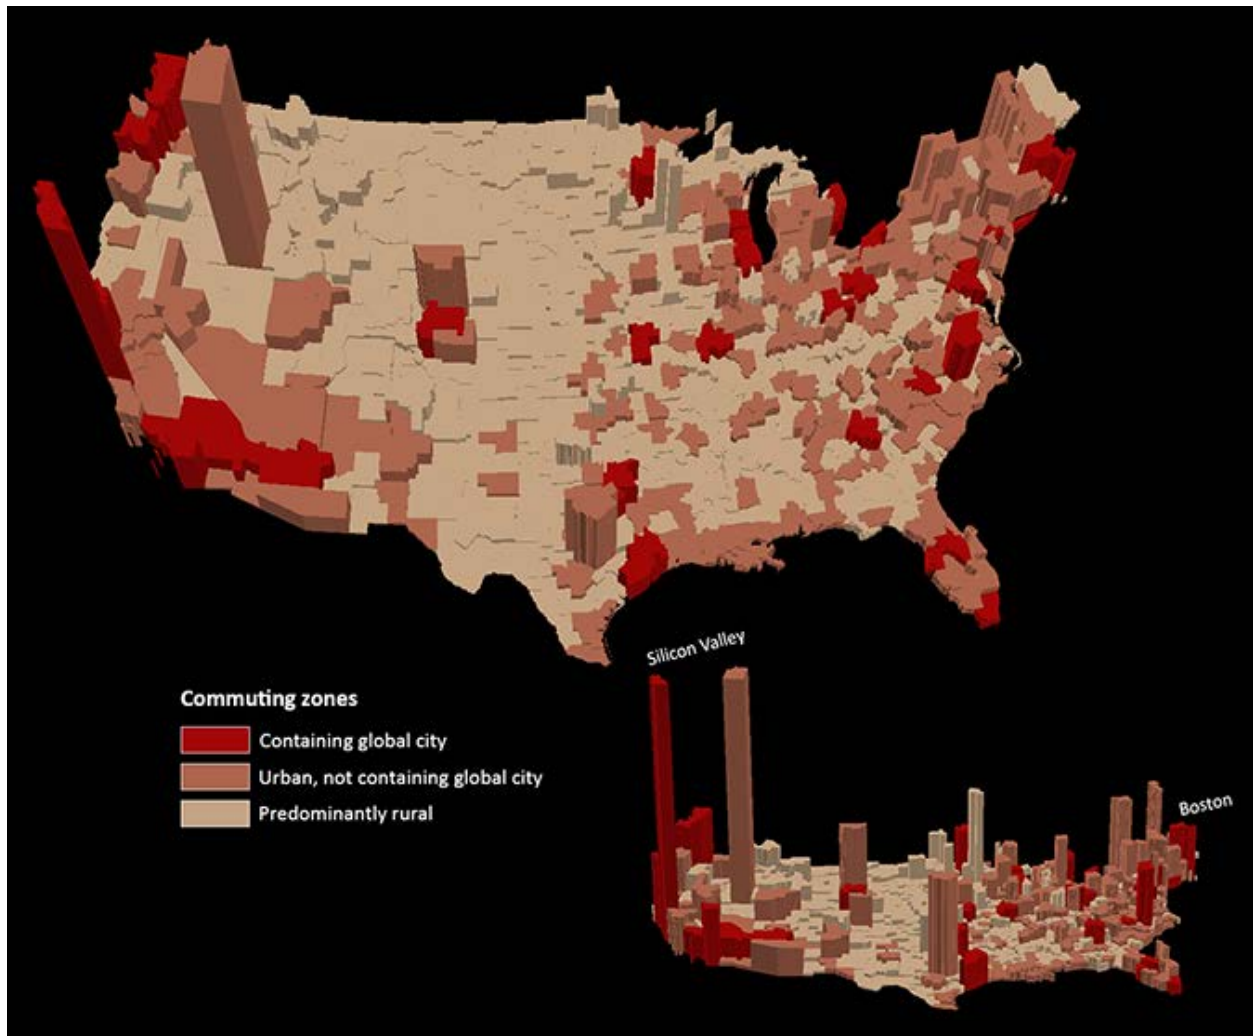 Silicon Valley
Commuting zones
Containing global city
Urban, not containing global city
Predominantly rural
Boston